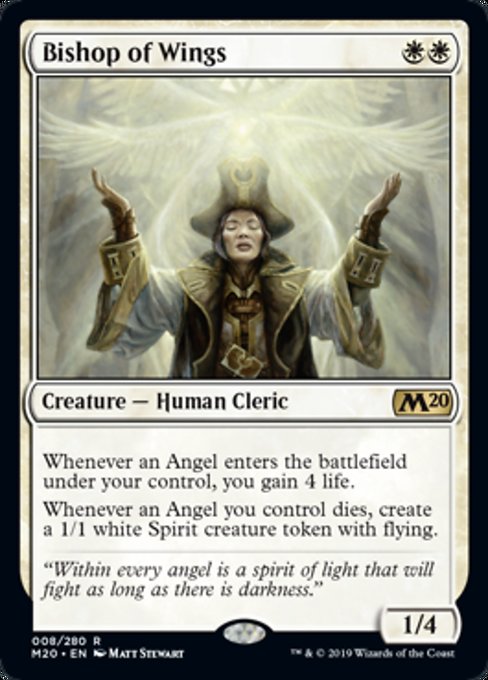 Bishop of Wings
Creature — Human Cleric
M20
Whenever an Angel enters the battlefield
under your control, you gain 4 life.
Whenever an Angel you control dies, create
a 1/1 white Spirit creature token with flying.
“Within every angel is a spirit of light that will
fight as long as there is darkness.”
1/4
008/280 R
M20 • EN Matt Stewart
™ & © 2019 Wizards of the Coast